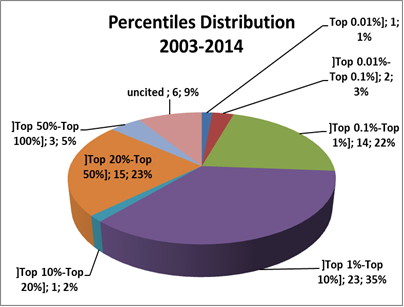 Percentiles Distribution
2003-2014
Top 0.01%]; 1;
1%
]Top 0.01%-
Top 0.1%]; 2;
3%
]Top 0.1%-Top
1%]; 14; 22%
]Top 1%-Top
10%]; 23; 35%
]Top 10%-Top
20%]; 1; 2%
]Top 20%-Top
50%]; 15; 23%
]Top 50%-Top
100%]; 3; 5%
uncited ; 6; 9%